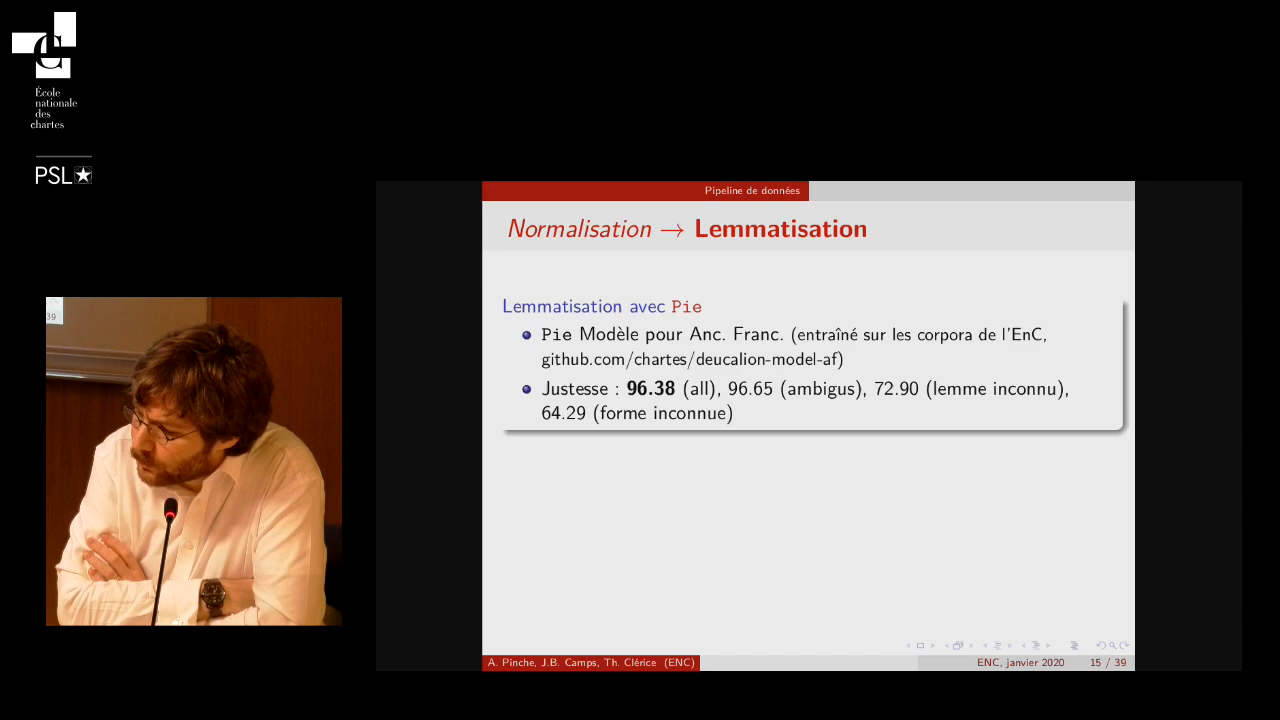 École
nationale
des
chartes
PSL
39
Pipeline de données
Normalisation → Lemmatisation
Lemmatisation avec Pie
Pie Modèle pour Anc. Franc. (entraîné sur les corpora de l'EnC,
github.com/chartes/deucalion-model-af)
Justesse : 96.38 (all), 96.65 (ambigus), 72.90 (lemme inconnu),
64.29 (forme inconnue)
A. Pinche, J.B. Camps, Th. Clérice (ENC)
ENC, janvier 2020
15 / 39